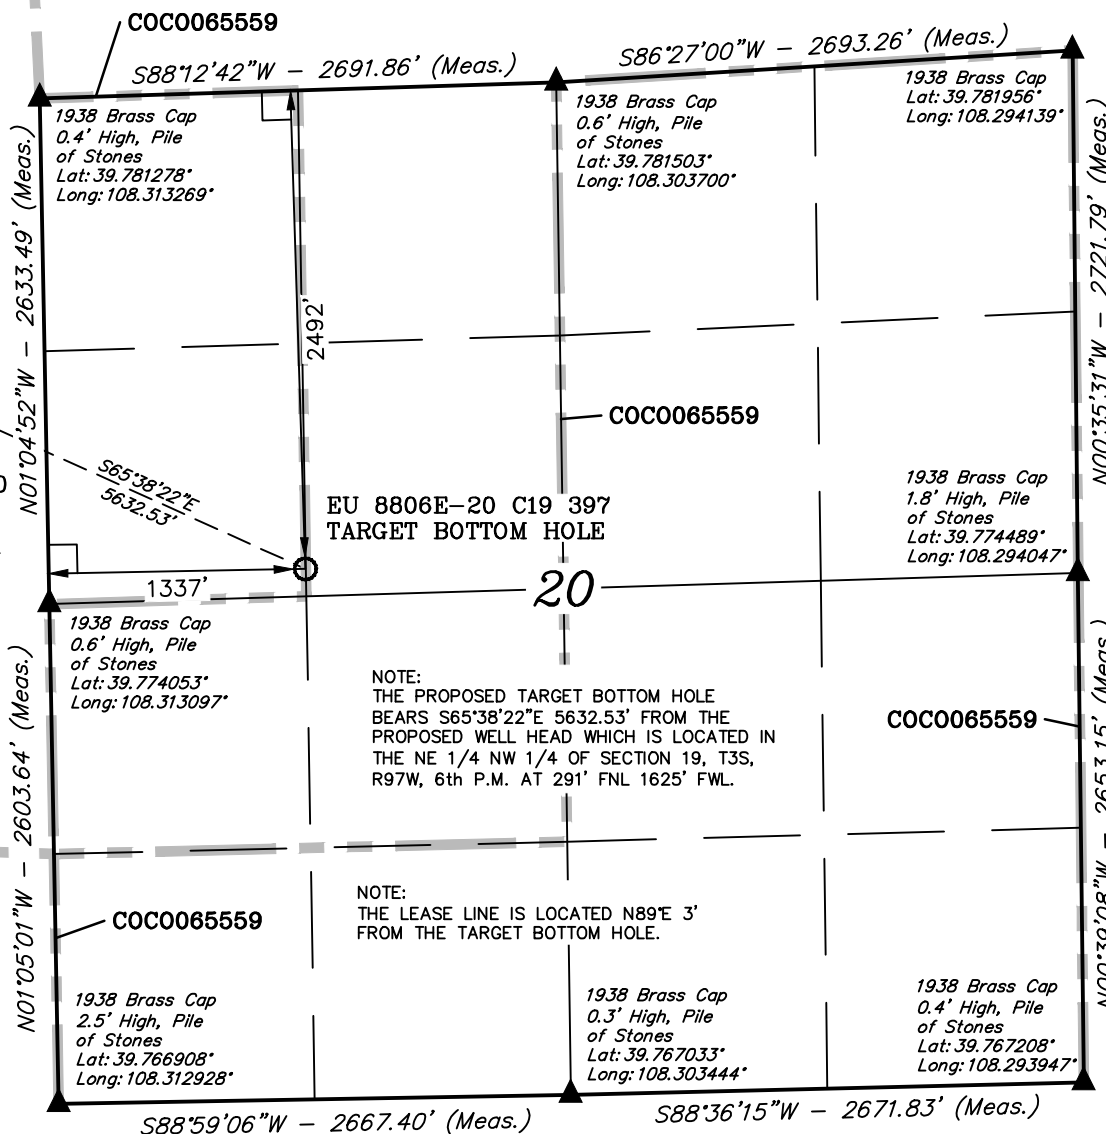 COCO065559
S88°12'42"W – 2691.86' (Meas.)
S86°27'00"W – 2693.26' (Meas.)
1938 Brass Cap
0.4' High, Pile
of Stones
Lat: 39.781278°
Long: 108.313269°
1938 Brass Cap
0.6' High, Pile
of Stones
Lat: 39.781503°
Long: 108.303700°
1938 Brass Cap
Lat: 39.781956°
Long: 108.294139°
N01°04'52"W – 2633.49' (Meas.)
N00°35'31"W – 2721.79' (Meas.)
2492'
COCO065559
S65°38'22"E
5632.53'
EU 8806E–20 C19 397
TARGET BOTTOM HOLE
1938 Brass Cap
1.8' High, Pile
of Stones
Lat: 39.774489°
Long: 108.294047°
1337'
20
1938 Brass Cap
0.6' High, Pile
of Stones
Lat: 39.774053°
Long: 108.313097°
NOTE:
THE PROPOSED TARGET BOTTOM HOLE
BEARS S65°38'22"E 5632.53' FROM THE
PROPOSED WELL HEAD WHICH IS LOCATED IN
THE NE 1/4 NW 1/4 OF SECTION 19, T3S,
R97W, 6th P.M. AT 291' FNL 1625' FWL.
COCO065559
N01°05'01"W – 2603.64' (Meas.)
N00°39'08"W – 2653.15' (Meas.)
NOTE:
THE LEASE LINE IS LOCATED N89°E 3'
FROM THE TARGET BOTTOM HOLE.
COCO065559
1938 Brass Cap
2.5' High, Pile
of Stones
Lat: 39.766908°
Long: 108.312928°
1938 Brass Cap
0.3' High, Pile
of Stones
Lat: 39.767033°
Long: 108.303444°
1938 Brass Cap
0.4' High, Pile
of Stones
Lat: 39.767208°
Long: 108.293947°
S88°59'06"W – 2667.40' (Meas.)
S88°36'15"W – 2671.83' (Meas.)